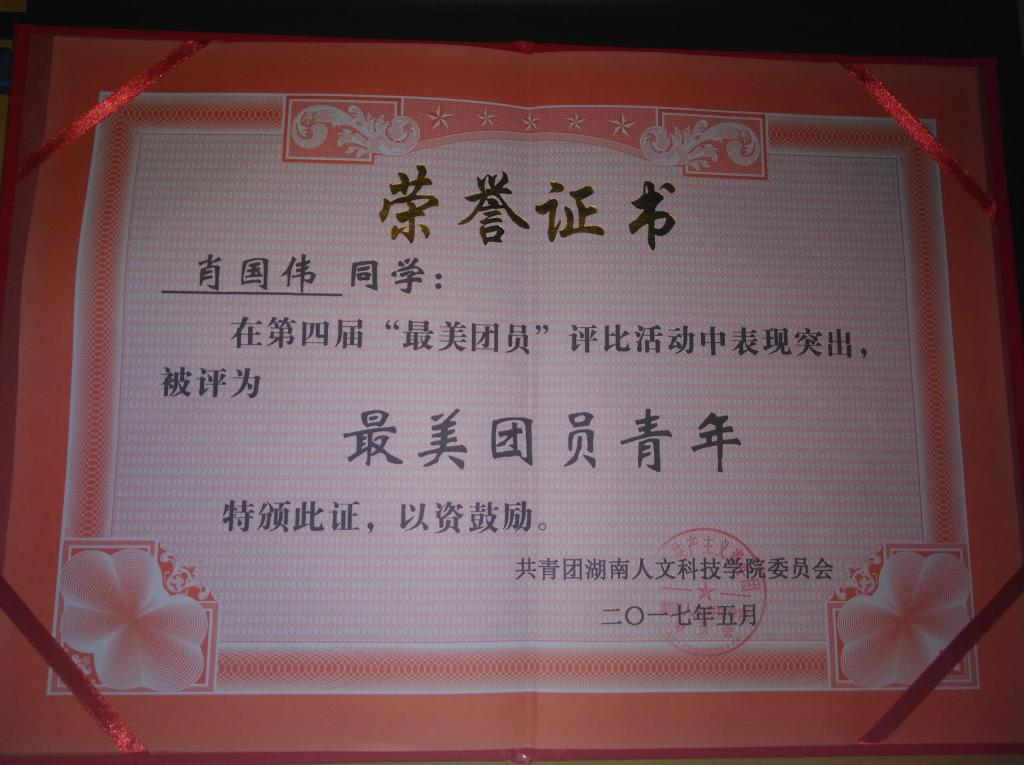 荣誉证书
肖国伟 同学：
在第四届“最美团员”评比活动中表现突出，
被评为
最美团员青年
特颁此证，以资鼓励。
共青团湖南人文科技学院委员会
二〇一七年五月